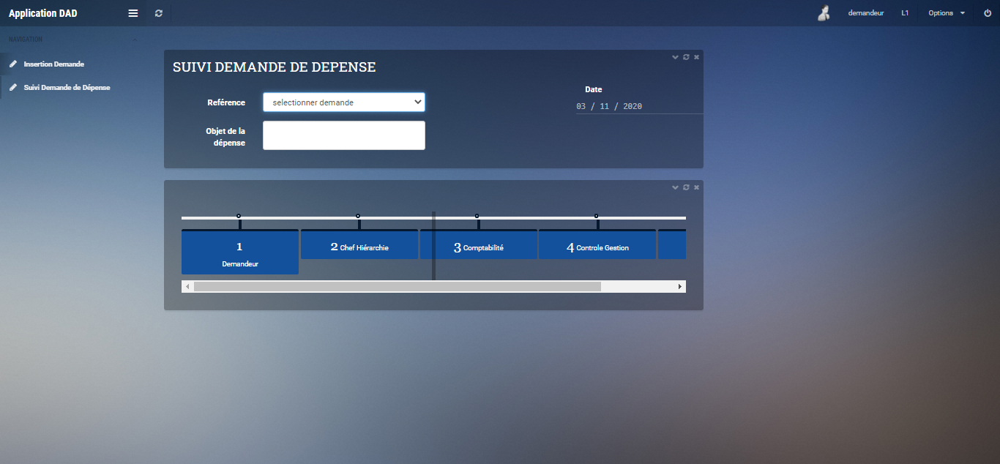 Application DAD
demandeur L1 Options
NAVIGATION
Insertion Demande
Suivi Demande de Dépense
SUIVI DEMANDE DE DEPENSE
Date
Reférence selectionner demande
03 / 11 / 2020
Objet de la
dépense
1
Demandeur
2 Chef Hiérarchie
3 Comptabilité
4 Controle Gestion